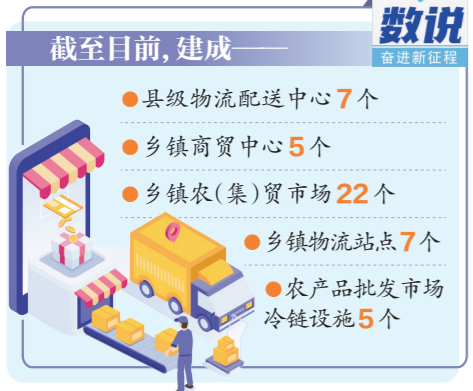 数说
奋进新征程
截至目前，建成——
●县级物流配送中心7个
●乡镇商贸中心5个
●乡镇农(集)贸市场22个
●乡镇物流站点7个
●农产品批发市场
冷链设施5个